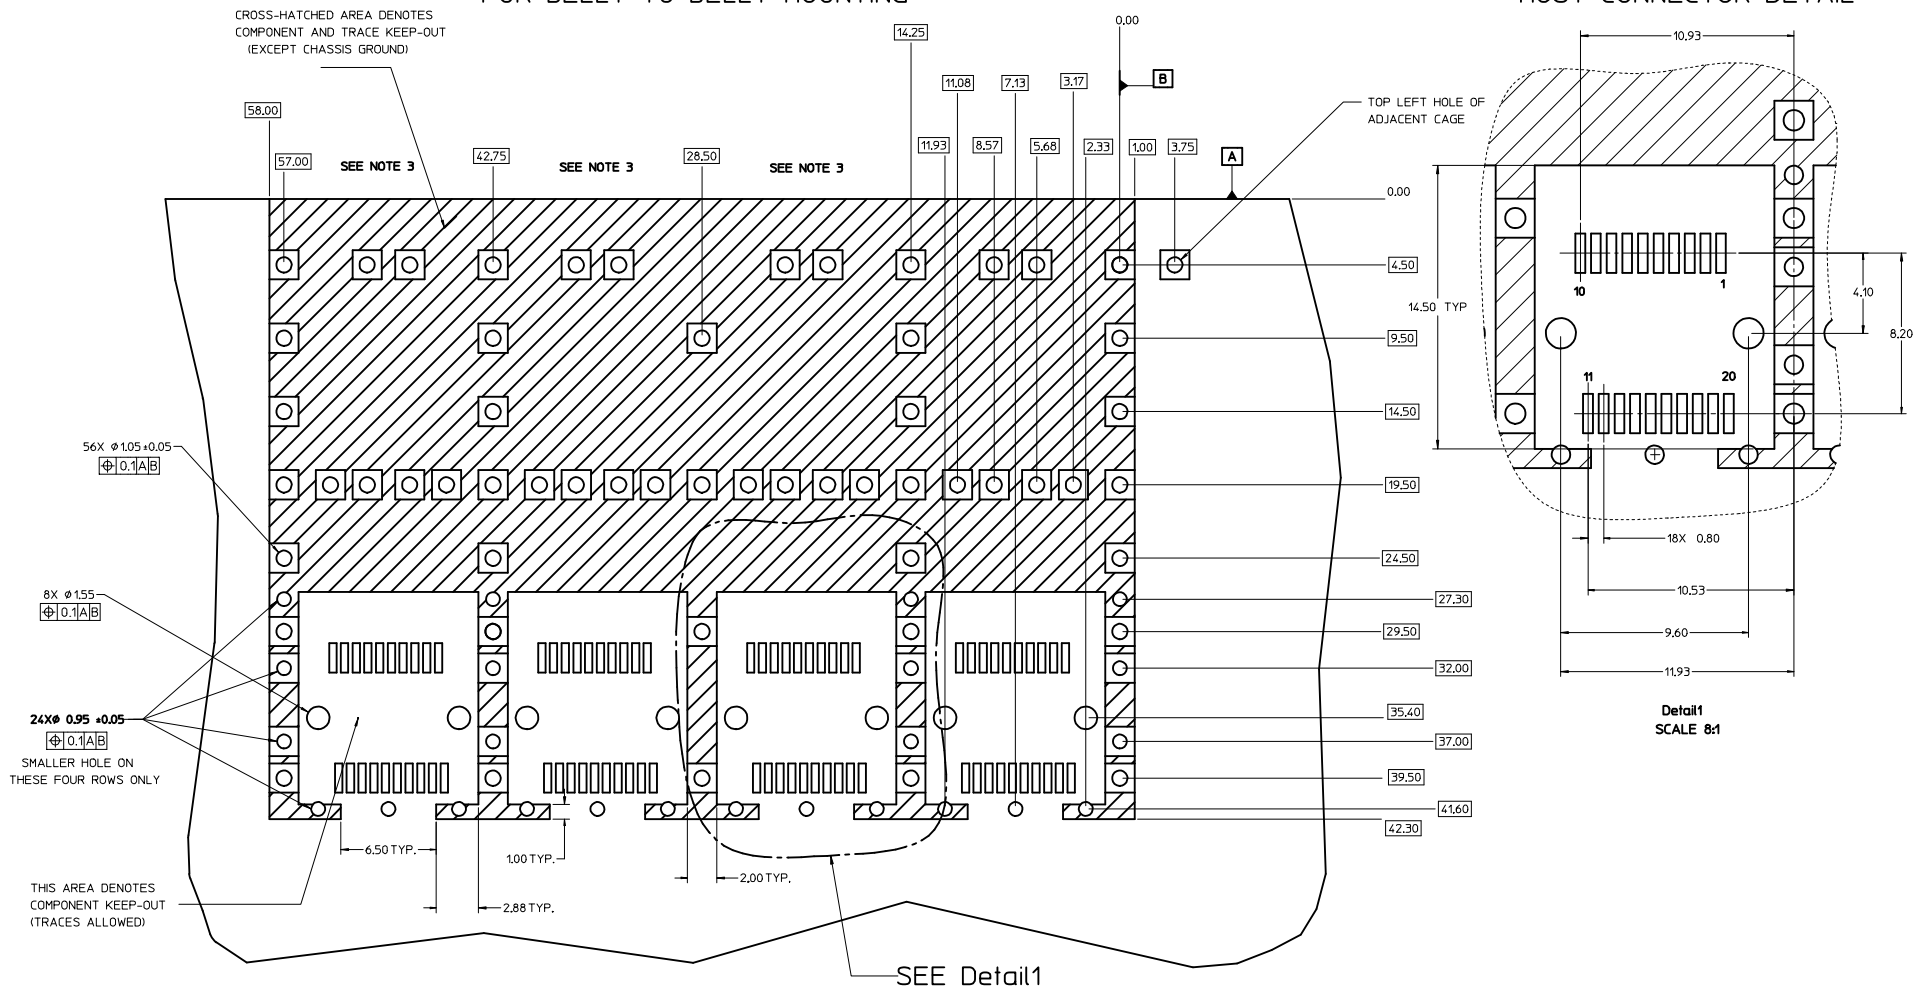 CROSS-HATCHED AREA DENOTES
COMPONENT AND TRACE KEEP-OUT
(EXCEPT CHASSIS GROUND)
58.00
57.00
SEE NOTE 3
42.75
SEE NOTE 3
28.50
SEE NOTE 3
14.25
11.93
11.08
8.57
7.13
5.68
3.17
2.33
0.00
1.00
3.75
B
A
TOP LEFT HOLE OF
ADJACENT CAGE
0.00
4.50
9.50
14.50
19.50
24.50
27.30
29.50
32.00
35.40
37.00
39.50
41.60
42.30
56X Ø1.05±0.05
⌖ 0.1 A B
8X Ø1.55
⌖ 0.1 A B
24XØ 0.95 ±0.05
⌖ 0.1 A B
SMALLER HOLE ON
THESE FOUR ROWS ONLY
THIS AREA DENOTES
COMPONENT KEEP-OUT
(TRACES ALLOWED)
6.50 TYP.
2.88 TYP.
1.00 TYP.
2.00 TYP.
SEE Detail1
10.93
14.50 TYP
10
1
11
20
4.10
8.20
18X 0.80
10.53
9.60
11.93
Detail1
SCALE 8:1